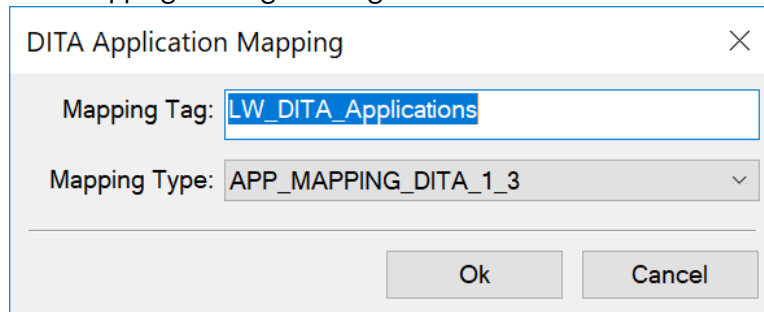 DITA Application Mapping
Mapping Tag: LW_DITA_Applications
Mapping Type: APP_MAPPING_DITA_1_3
Ok Cancel